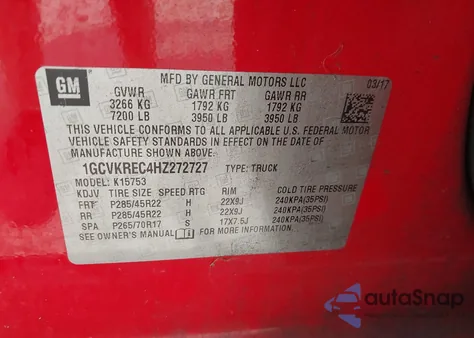 GM
MFD BY GENERAL MOTORS LLC
03/17
GVWR GAWR FRT GAWR RR
3266 KG 1792 KG 1792 KG
7200 LB 3950 LB 3950 LB
THIS VEHICLE CONFORMS TO ALL APPLICABLE U.S. FEDERAL MOTOR
VEHICLE SAFETY STANDARDS IN EFFECT ON THE DATE OF
MANUFACTURE SHOWN ABOVE.
1GCVKREC4HZ272727 TYPE: TRUCK
MODEL: K15753
KDJV TIRE SIZE SPEED RTG RIM COLD TIRE PRESSURE
FRT P285/45R22 H 22X9J 240KPA(35PSI)
RR P285/45R22 H 22X9J 240KPA(35PSI)
SPA P265/70R17 S 17X7.5J 240KPA(35PSI)
SEE OWNER'S MANUAL FOR ADDITIONAL INFORMATION.
autoSnap